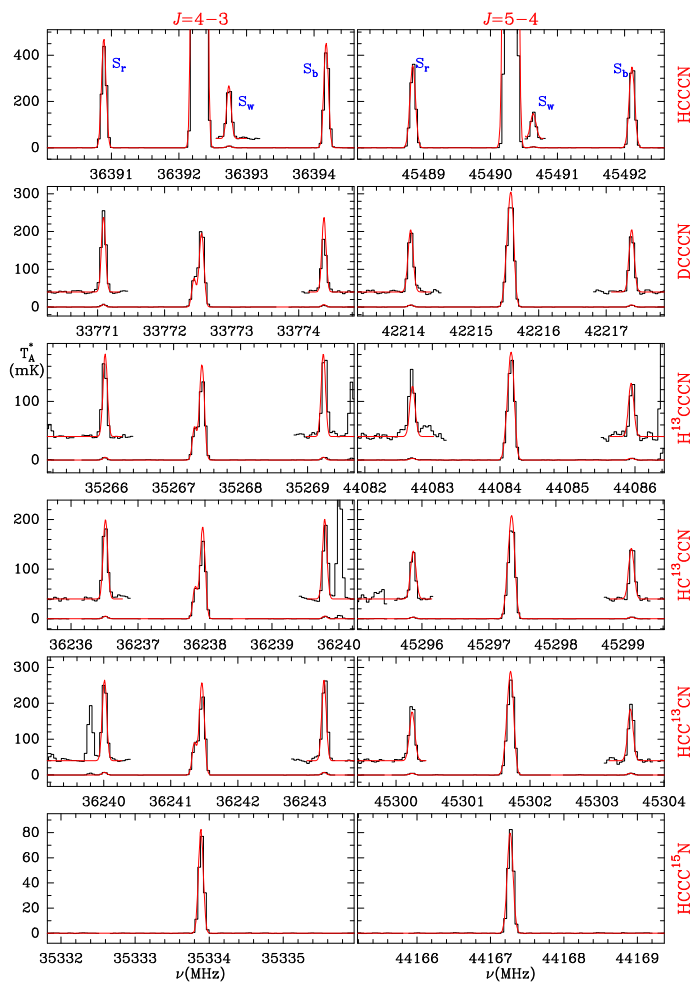 J=4−3 J=5−4
400
200
0
S_r S_b
S_w
S_r S_b
S_w
HCCCN
36391 36392 36393 36394 45489 45490 45491 45492
300
200
100
0
DCCCN
33771 33772 33773 33774 42214 42215 42216 42217
T_A^*
(mK)
100
0
H^13CCCN
35266 35267 35268 35269 44082 44083 44084 44085 44086
200
100
0
HC^13CCN
36236 36237 36238 36239 36240 45296 45297 45298 45299
300
200
100
0
HCC^13CN
36240 36241 36242 36243 45300 45301 45302 45303 45304
80
60
40
20
0
HCCC^15N
35332 35333 35334 35335 44166 44167 44168 44169
ν(MHz) ν(MHz)